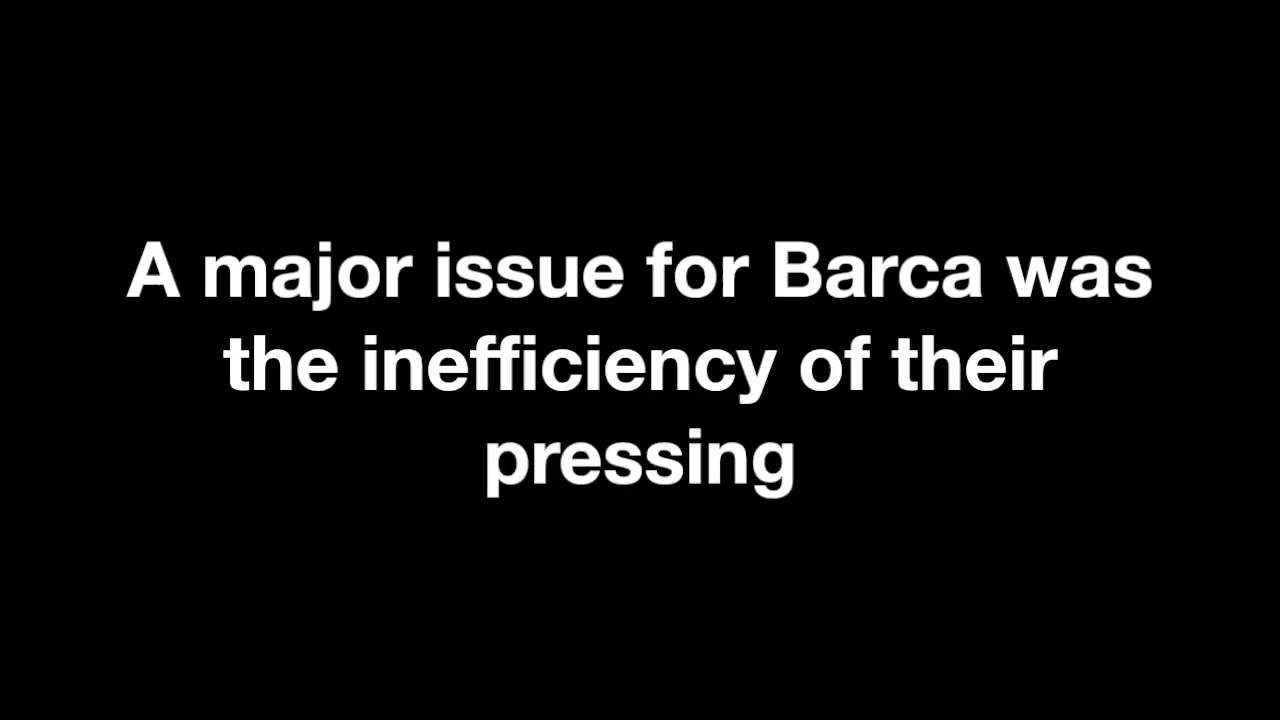 A major issue for Barca was
the inefficiency of their
pressing